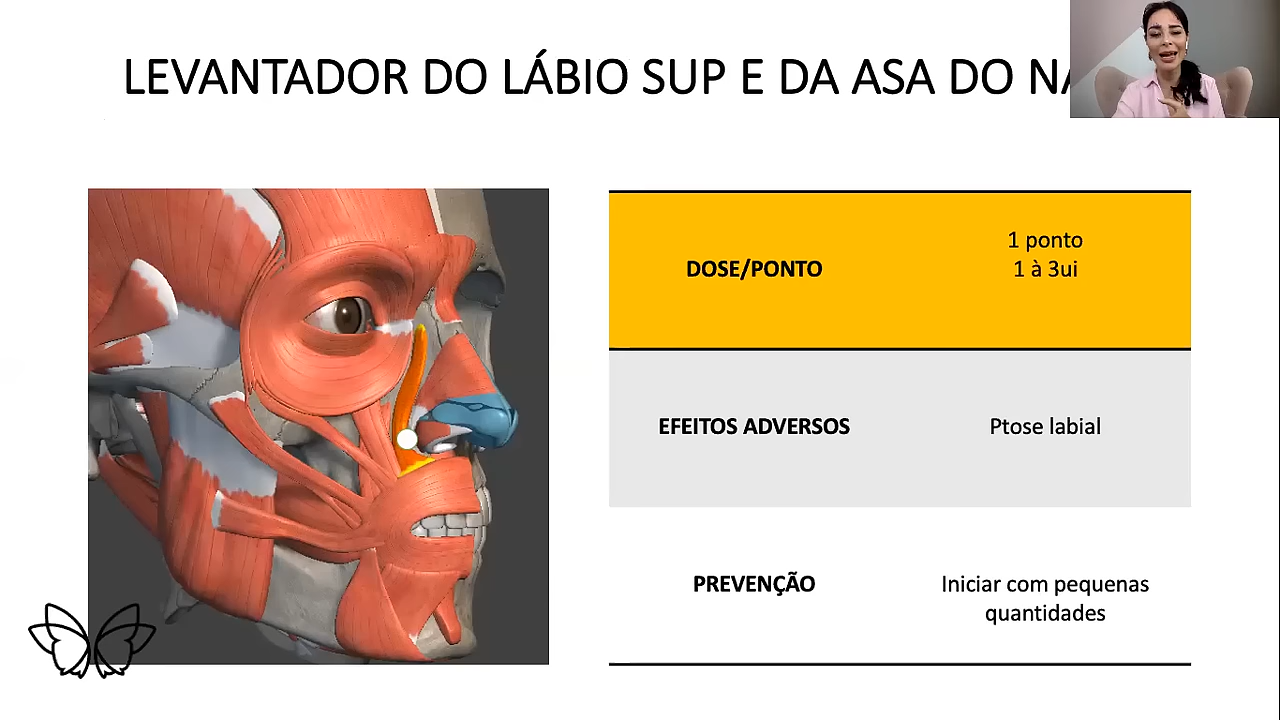 LEVANTADOR DO LÁBIO SUP E DA ASA DO
DOSE/PONTO
1 ponto
1 à 3ui
EFEITOS ADVERSOS
Ptose labial
PREVENÇÃO
Iniciar com pequenas
quantidades